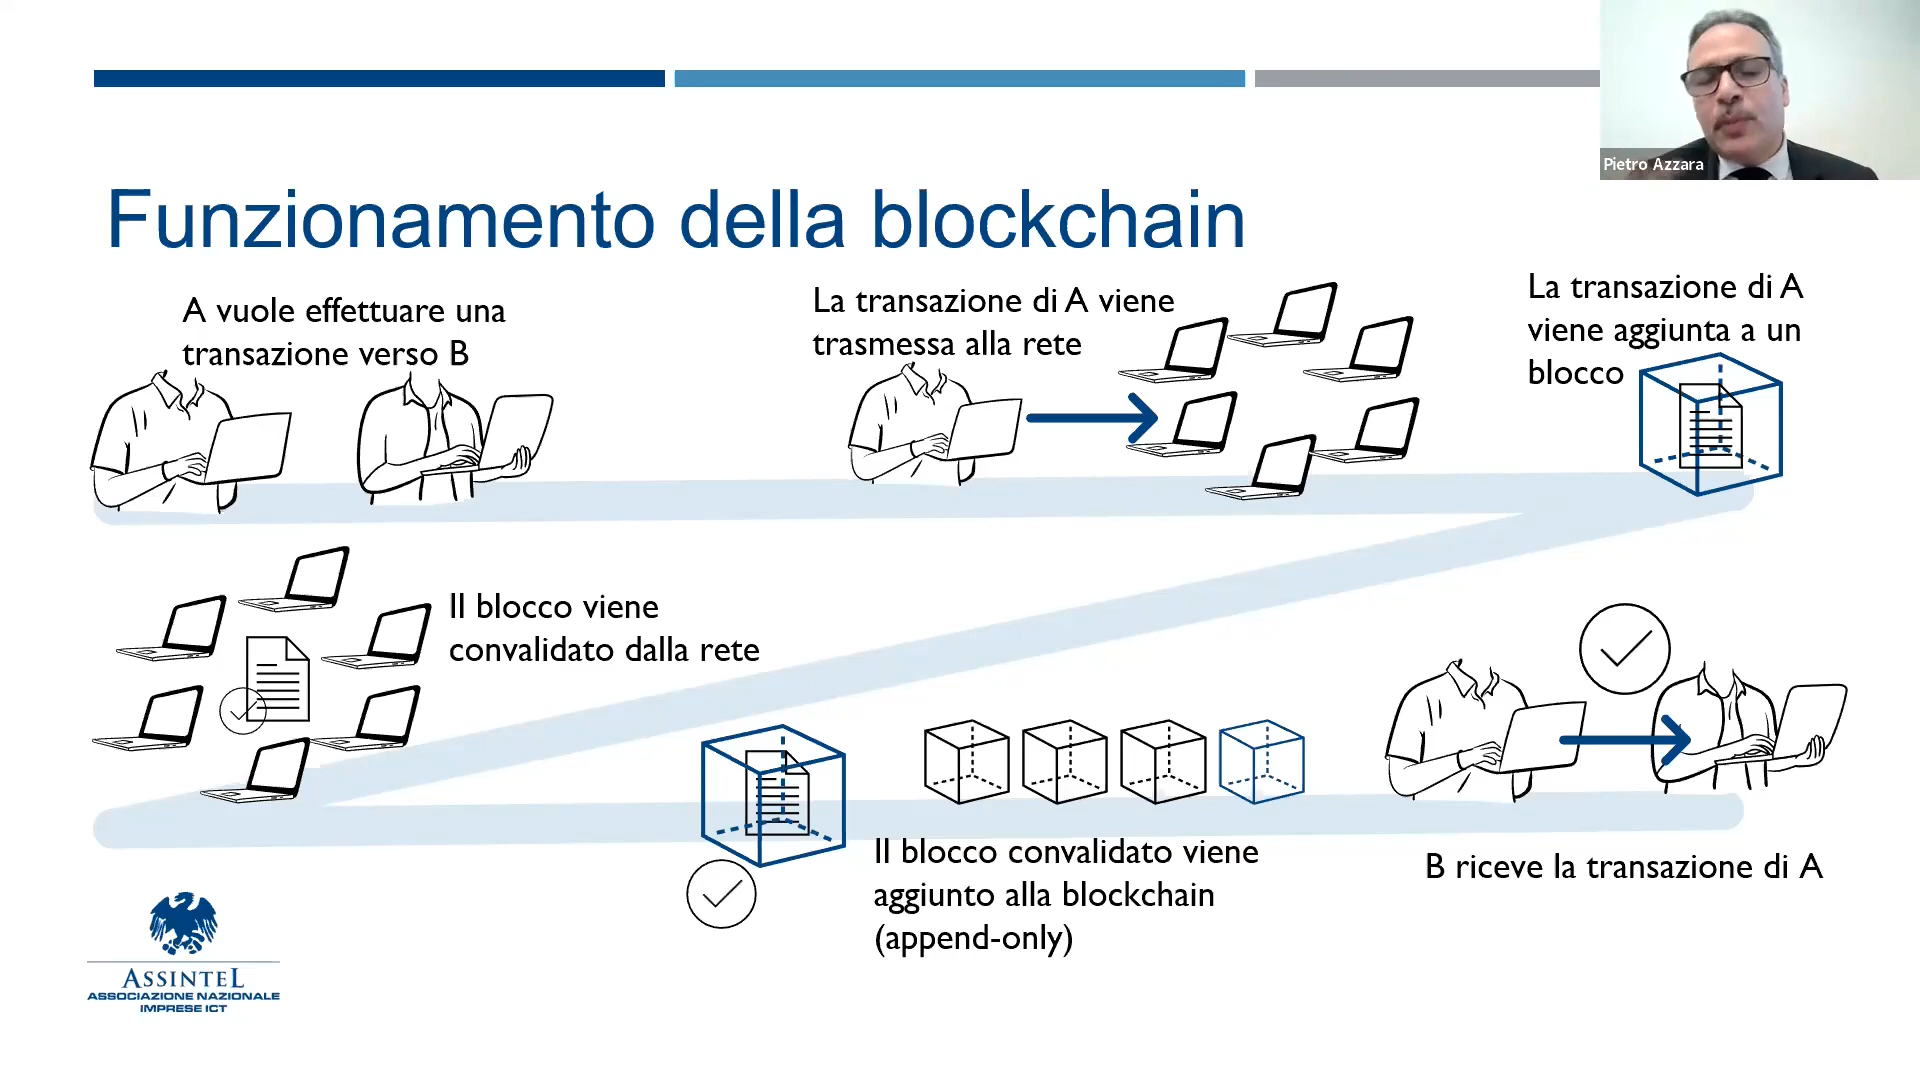 Pietro Azzara
Funzionamento della blockchain
A vuole effettuare una
transazione verso B
La transazione di A viene
trasmessa alla rete
La transazione di A
viene aggiunta a un
blocco
Il blocco viene
convalidato dalla rete
Il blocco convalidato viene
aggiunto alla blockchain
(append-only)
B riceve la transazione di A
ASSINTEL
ASSOCIAZIONE NAZIONALE
IMPRESE ICT